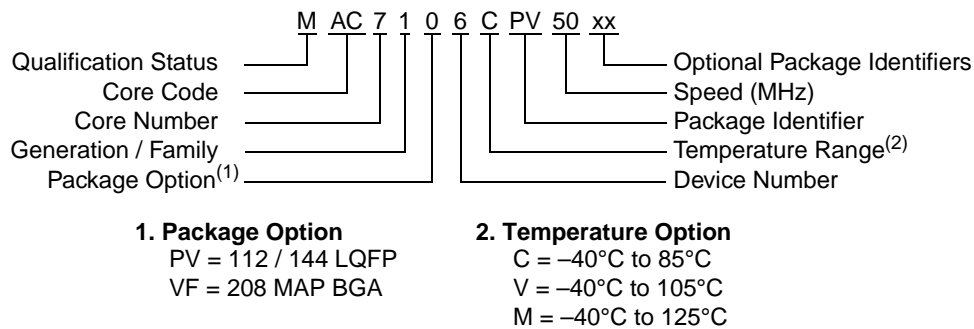 M AC 7 1 0 6 C PV 50 xx
Qualification Status
Core Code
Core Number
Generation / Family
Package Option(1)
Optional Package Identifiers
Speed (MHz)
Package Identifier
Temperature Range(2)
Device Number
1. Package Option
PV = 112 / 144 LQFP
VF = 208 MAP BGA
2. Temperature Option
C = –40°C to 85°C
V = –40°C to 105°C
M = –40°C to 125°C